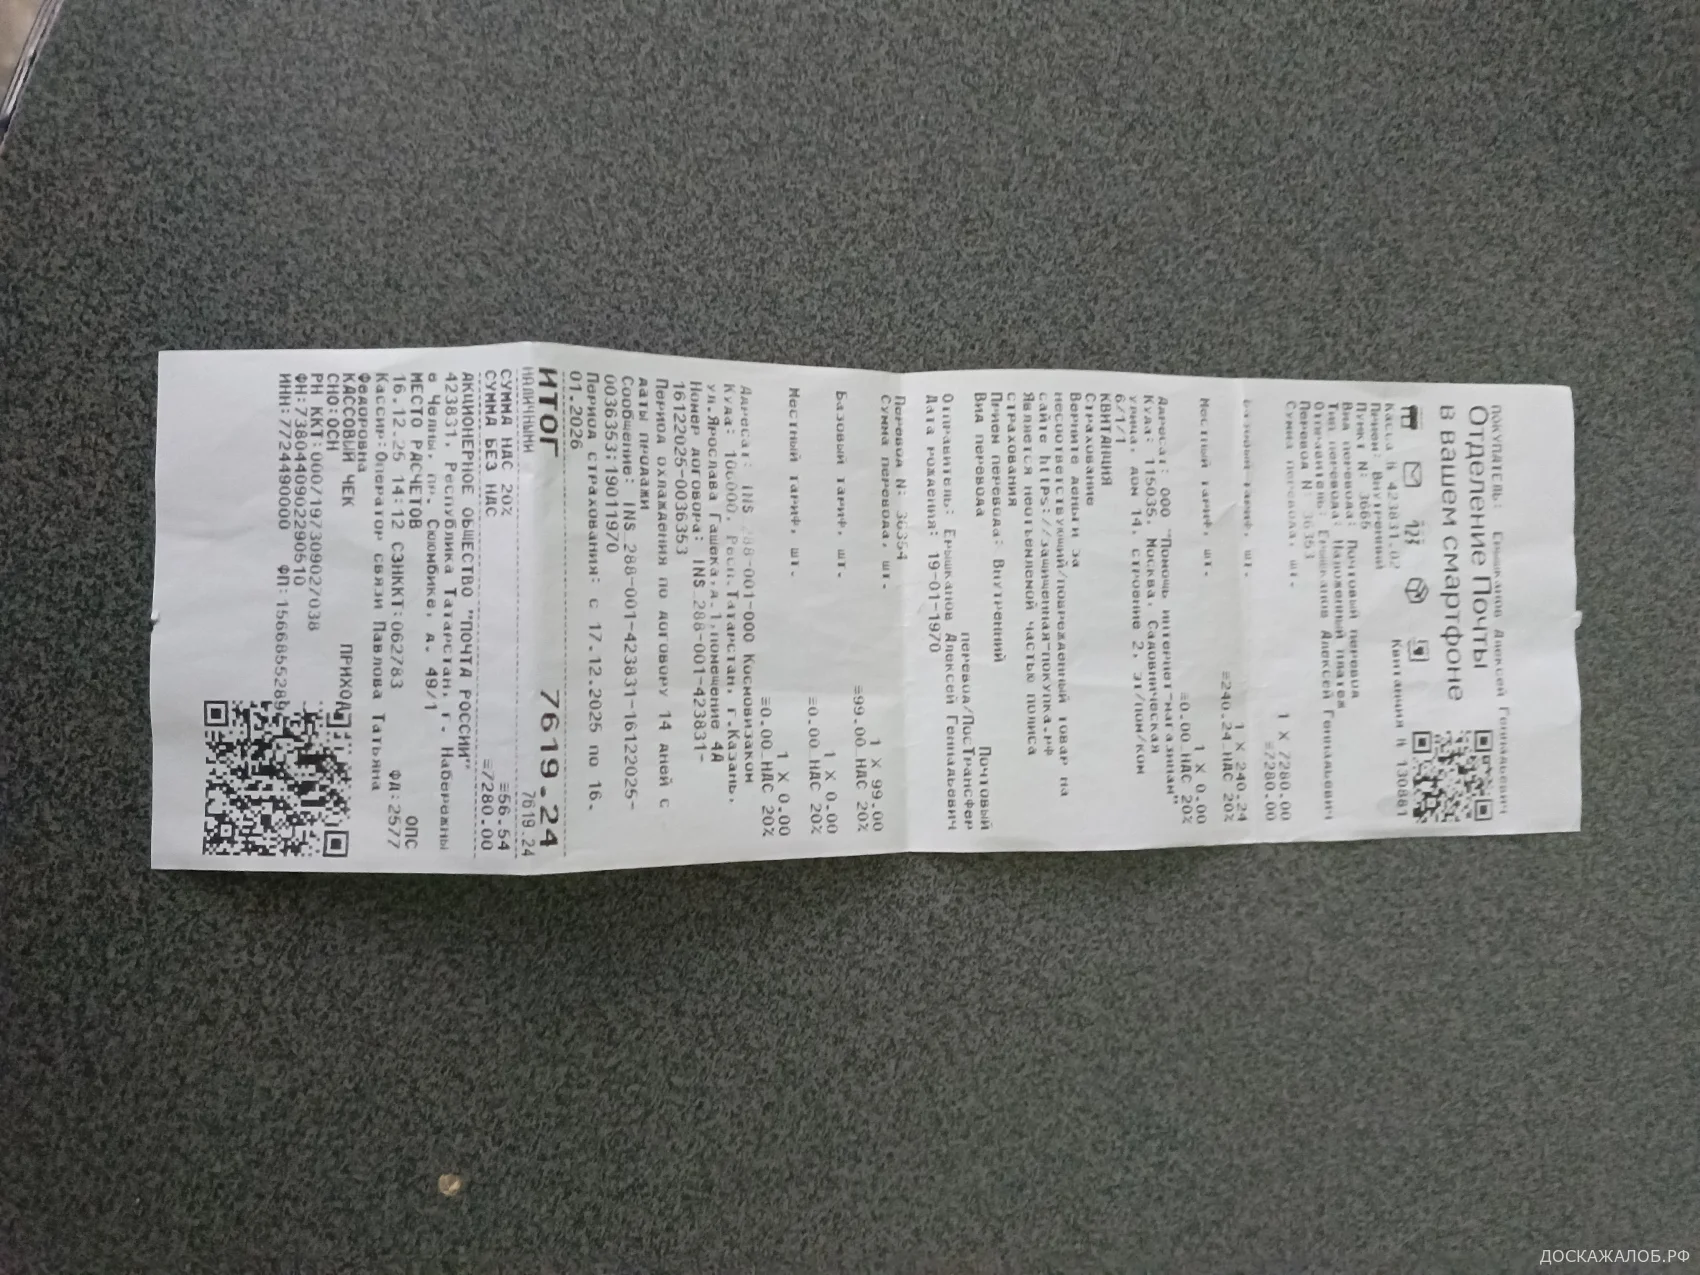 ПОКУПАТЕЛЬ: Ерышканов Алексей Геннадьевич
Отделение Почты
в вашем смартфоне
Касса N 423831.02 Квитанция N 130881
Прием: Внутренний
Пункт N: 3665
Вид перевода: Почтовый перевод
Тип перевода: Наложенный платеж
Отправитель: Ерышканов Алексей Геннадьевич
Перевод N: 36353
Сумма перевода, шт.
1 X 7280.00
≡7280.00
Базовый тариф, шт.
1 X 240.24
≡240.24 НДС 20%
Местный тариф, шт.
1 X 0.00
≡0.00 НДС 20%
Адресат: ООО "Помощь интернет-магазинам"
Куда: 115035, Москва, Садовническая
улица, дом 14, строение 2, эт/пом/ком
6/1/1
КВИТАНЦИЯ
Страхование
Верните деньги за
несоответствующий/поврежденный товар на
сайте https://защищенная-покупка.рф
Является неотъемлемой частью полиса
страхования
Прием перевода: Внутренний
Вид перевода Почтовый
перевод/ПосТрансфер
Отправитель: Ерышканов Алексей Геннадьевич
Дата рождения: 19-01-1970
Перевод N: 36354
Сумма перевода, шт.
1 X 99.00
≡99.00 НДС 20%
Базовый тариф, шт.
1 X 0.00
≡0.00 НДС 20%
Местный тариф, шт.
1 X 0.00
≡0.00 НДС 20%
Адресат: INS_288-001-000 Космовизаком
Куда: 100000, Респ.Татарстан, г.Казань,
ул.Ярослава Гашека,д.1,помещение 4Д
Номер договора: INS_288-001-423831-
16122025-0036353
Период охлаждения по договору 14 дней с
даты продажи
Сообщение: INS_288-001-423831-16122025-
0036353:19011970
Период страхования: с 17.12.2025 по 16.
01.2026
ИТОГ 7619.24
НАЛИЧНЫМИ 7619.24
СУММА НДС 20% ≡56.54
СУММА БЕЗ НДС ≡7280.00
АКЦИОНЕРНОЕ ОБЩЕСТВО "ПОЧТА РОССИИ"
423831, Республика Татарстан, г. Набережны
е Челны, пр. Сююмбике, д. 49/1
МЕСТО РАСЧЕТОВ ОПС
16.12.25 14:12 СЭНККТ:062783 ФД:2577
Кассир:Оператор связи Павлова Татьяна
Федоровна
КАССОВЫЙ ЧЕК ПРИХОД
СНО:ОСН
РН ККТ:0007197309027038
ФН:7380440902290510
ИНН:7724490000 ФП:1566855289
ДОСКАЖАЛОБ.РФ